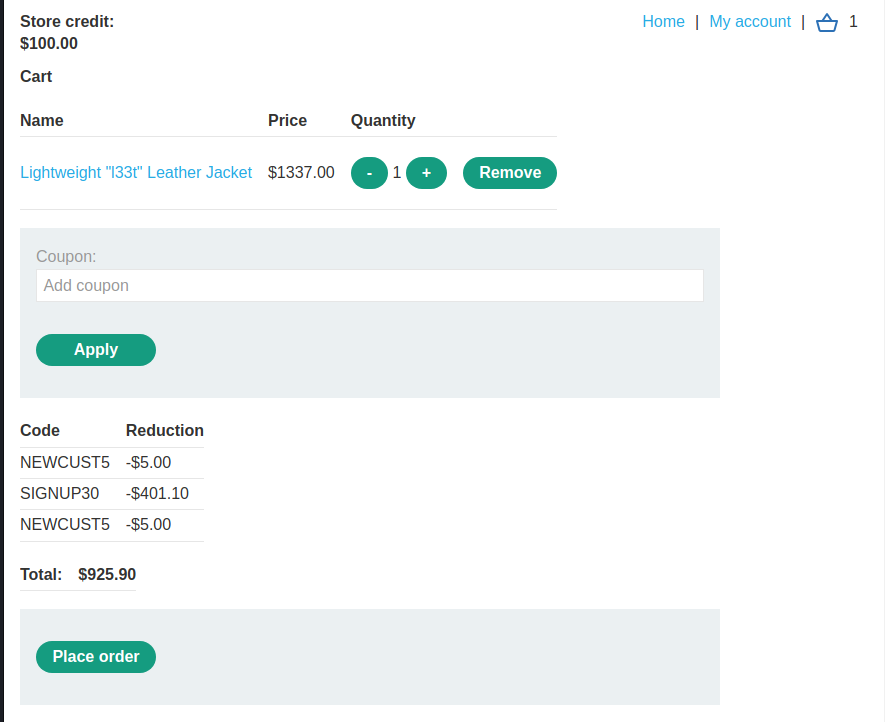 Store credit:
$100.00
Home | My account | 1
Cart
Name Price Quantity
Lightweight "l33t" Leather Jacket $1337.00 - 1 + Remove
Coupon:
Add coupon
Apply
Code Reduction
NEWCUST5 -$5.00
SIGNUP30 -$401.10
NEWCUST5 -$5.00
Total: $925.90
Place order